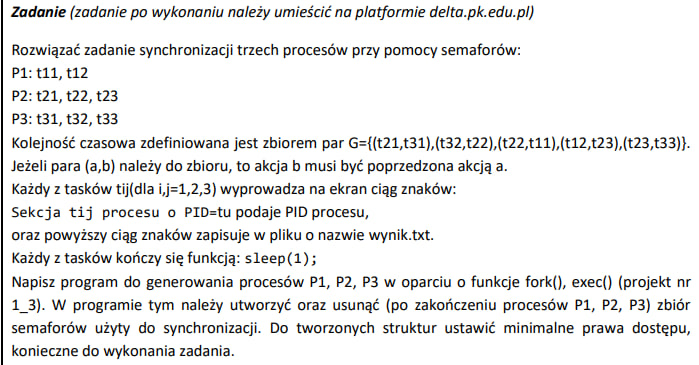 Zadanie (zadanie po wykonaniu należy umieścić na platformie delta.pk.edu.pl)
Rozwiązać zadanie synchronizacji trzech procesów przy pomocy semaforów:
P1: t11, t12
P2: t21, t22, t23
P3: t31, t32, t33
Kolejność czasowa zdefiniowana jest zbiorem par G={(t21,t31),(t32,t22),(t22,t11),(t12,t23),(t23,t33)}.
Jeżeli para (a,b) należy do zbioru, to akcja b musi być poprzedzona akcją a.
Każdy z tasków tij(dla i,j=1,2,3) wyprowadza na ekran ciąg znaków:
Sekcja tij procesu o PID=tu podaje PID procesu,
oraz powyższy ciąg znaków zapisuje w pliku o nazwie wynik.txt.
Każdy z tasków kończy się funkcją: sleep(1);
Napisz program do generowania procesów P1, P2, P3 w oparciu o funkcje fork(), exec() (projekt nr
1_3). W programie tym należy utworzyć oraz usunąć (po zakończeniu procesów P1, P2, P3) zbiór
semaforów użyty do synchronizacji. Do tworzonych struktur ustawić minimalne prawa dostępu,
konieczne do wykonania zadania.